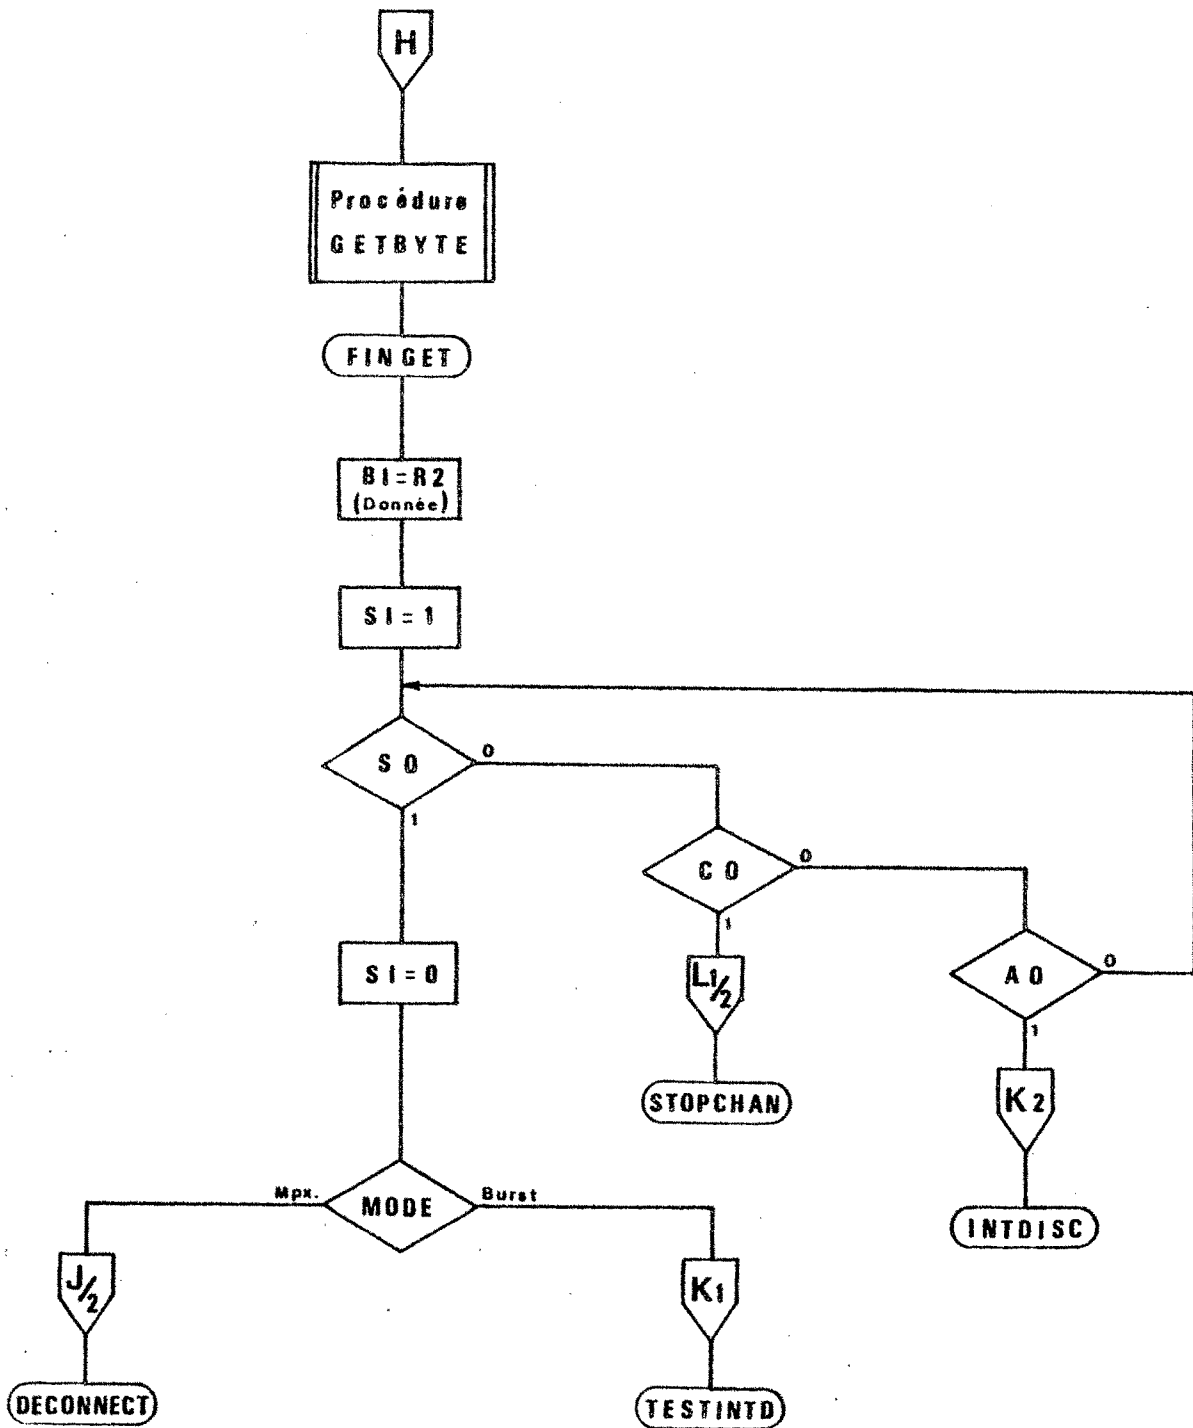 H
Procédure
GETBYTE
FINGET
BI=R2
(Donnée)
SI=1
SO
0
1
CO
0
1
SI=0
L1/2
AO
0
1
STOPCHAN
K2
Mpx.
MODE
Burst
INTDISC
J/2
K1
DECONNECT
TESTINTD